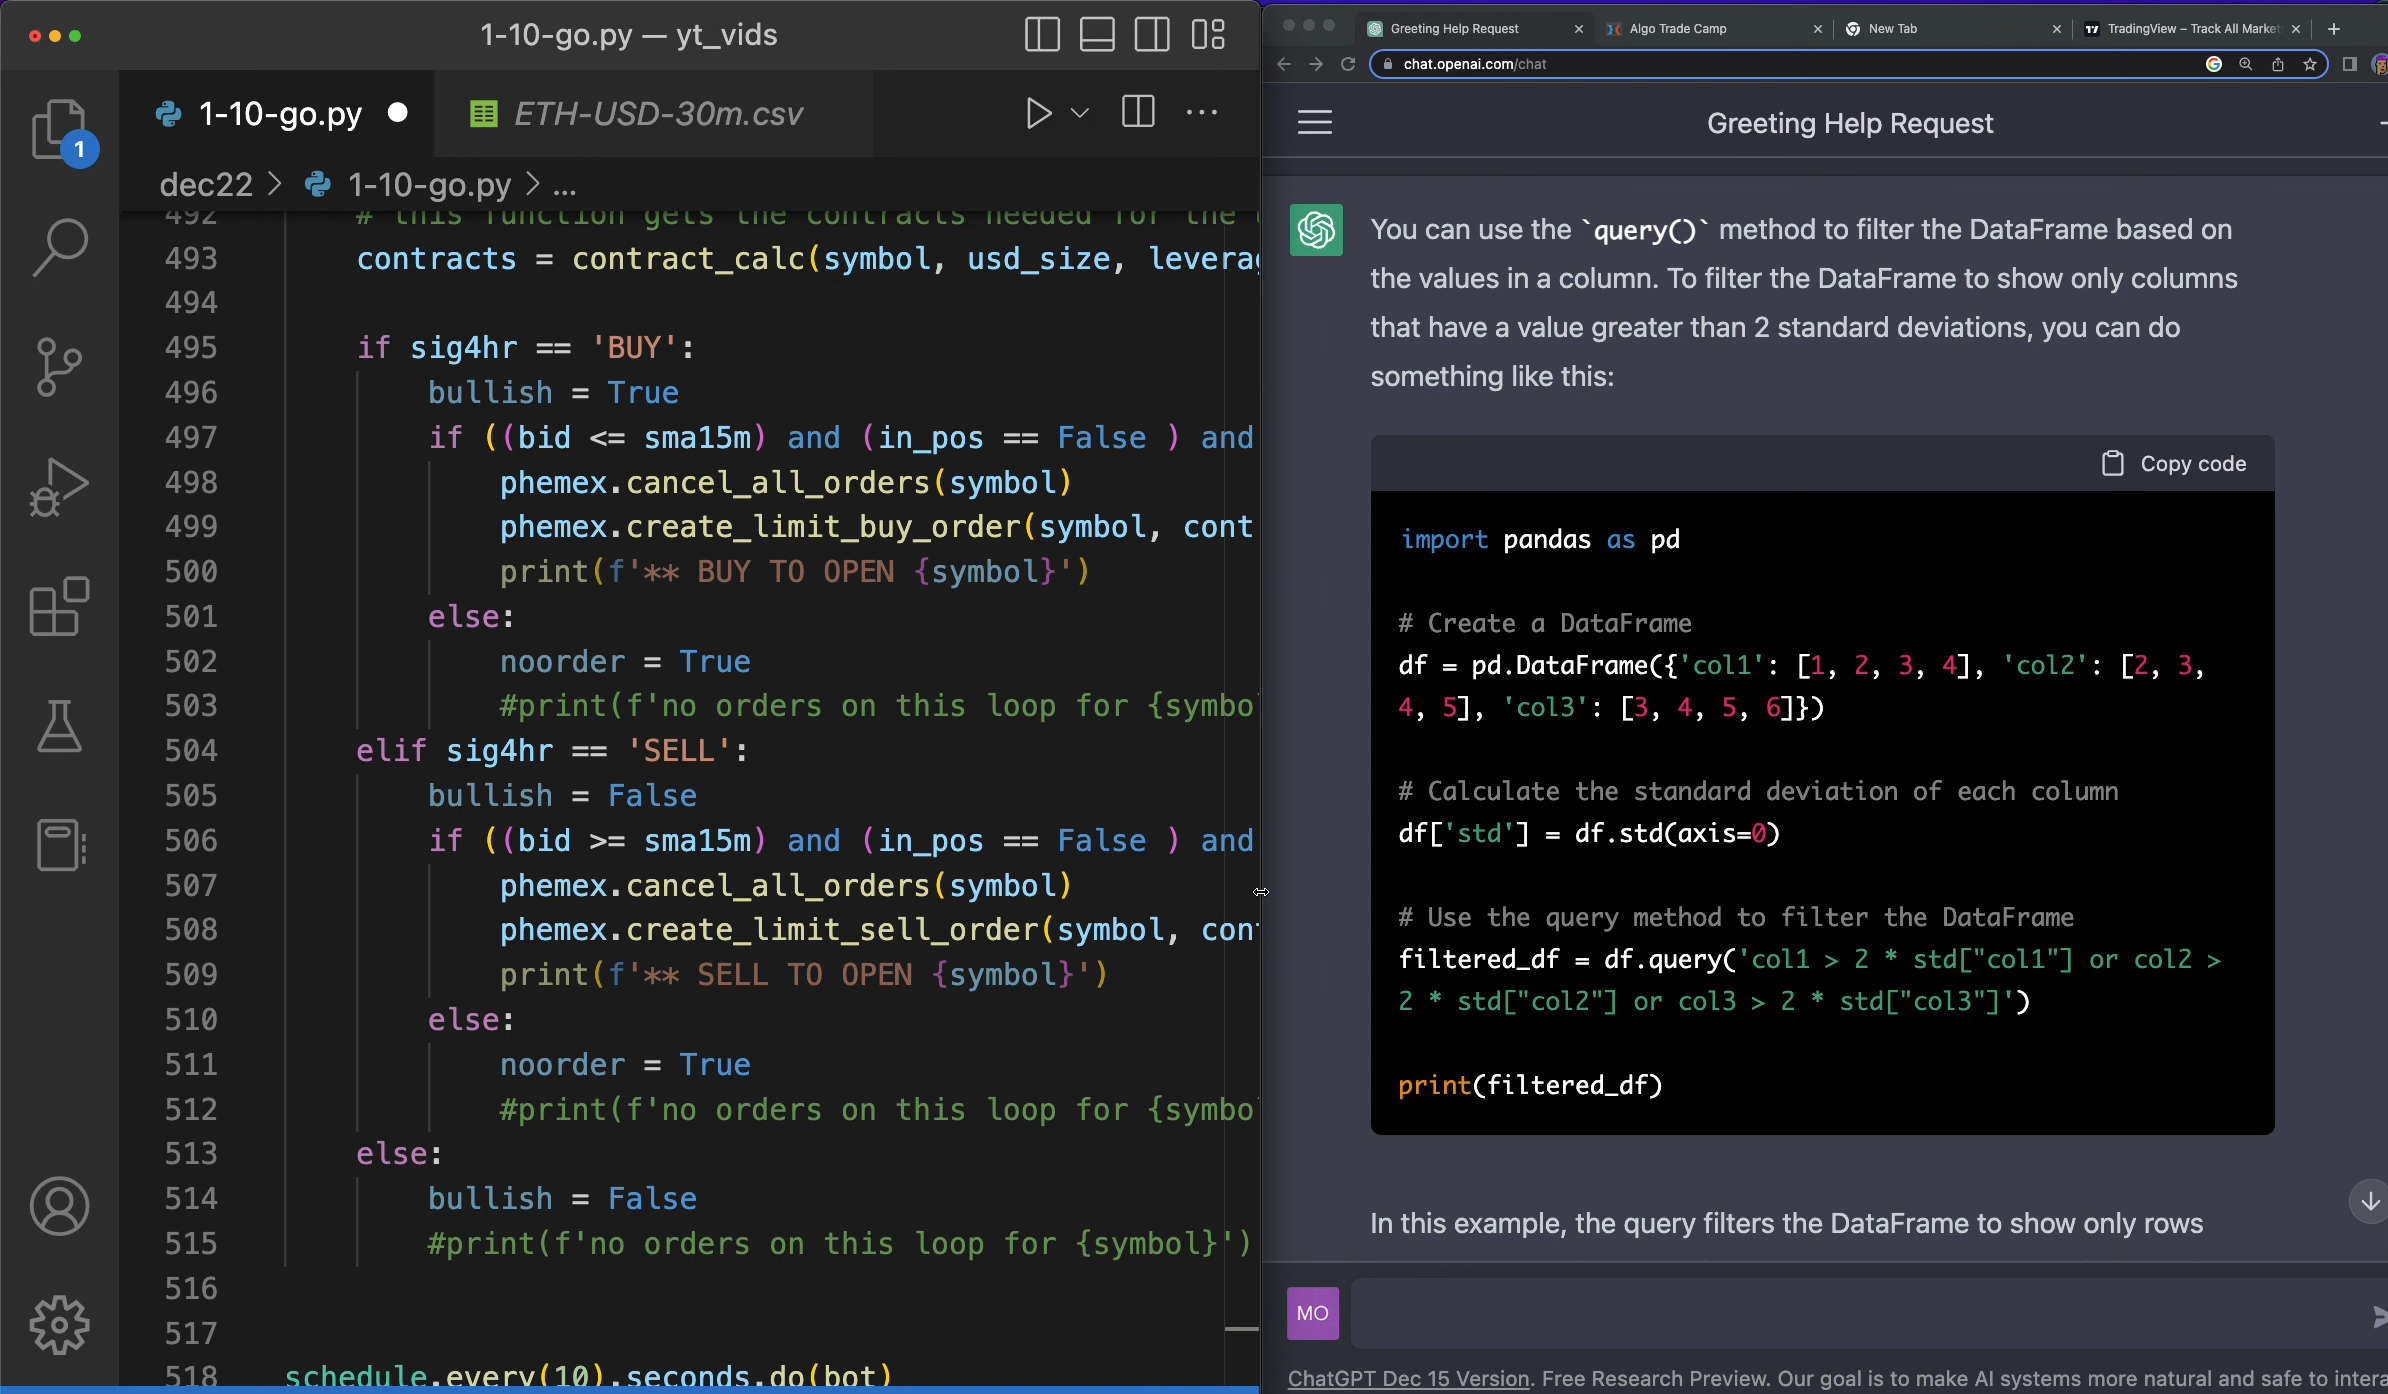 1-10-go.py — yt_vids
1-10-go.py
ETH-USD-30m.csv
1
dec22 > 1-10-go.py > ...
492 # this function gets the contracts needed for the
493 contracts = contract_calc(symbol, usd_size, leverag
494
495 if sig4hr == 'BUY':
496 bullish = True
497 if ((bid <= sma15m) and (in_pos == False ) and
498 phemex.cancel_all_orders(symbol)
499 phemex.create_limit_buy_order(symbol, cont
500 print(f'** BUY TO OPEN {symbol}')
501 else:
502 noorder = True
503 #print(f'no orders on this loop for {symbo
504 elif sig4hr == 'SELL':
505 bullish = False
506 if ((bid >= sma15m) and (in_pos == False ) and
507 phemex.cancel_all_orders(symbol)
508 phemex.create_limit_sell_order(symbol, con
509 print(f'** SELL TO OPEN {symbol}')
510 else:
511 noorder = True
512 #print(f'no orders on this loop for {symbo
513 else:
514 bullish = False
515 #print(f'no orders on this loop for {symbol}')
516
517
518 schedule.every(10).seconds.do(bot)
Greeting Help Request
Algo Trade Camp
New Tab
TradingView – Track All Market
chat.openai.com/chat
Greeting Help Request
You can use the `query()` method to filter the DataFrame based on
the values in a column. To filter the DataFrame to show only columns
that have a value greater than 2 standard deviations, you can do
something like this:
Copy code
import pandas as pd
# Create a DataFrame
df = pd.DataFrame({'col1': [1, 2, 3, 4], 'col2': [2, 3,
4, 5], 'col3': [3, 4, 5, 6]})
# Calculate the standard deviation of each column
df['std'] = df.std(axis=0)
# Use the query method to filter the DataFrame
filtered_df = df.query('col1 > 2 * std["col1"] or col2 >
2 * std["col2"] or col3 > 2 * std["col3"]')
print(filtered_df)
In this example, the query filters the DataFrame to show only rows
MO
ChatGPT Dec 15 Version. Free Research Preview. Our goal is to make AI systems more natural and safe to intera